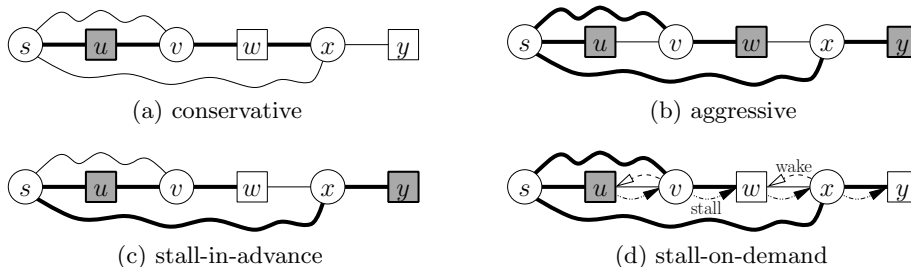 s u v w x y s u v w x y
(a) conservative (b) aggressive
wake
s u v w x y s u v w x y
stall
(c) stall-in-advance (d) stall-on-demand